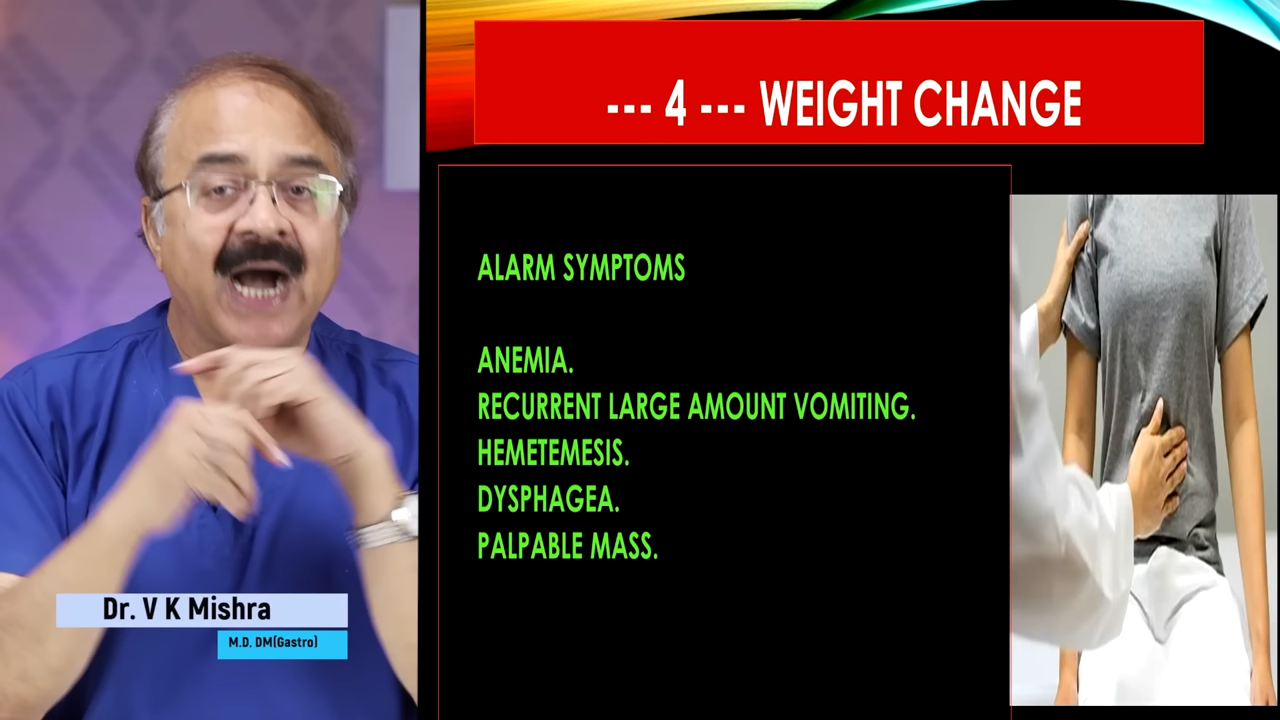 --- 4 --- WEIGHT CHANGE
ALARM SYMPTOMS
ANEMIA.
RECURRENT LARGE AMOUNT VOMITING.
HEMETEMESIS.
DYSPHAGEA.
PALPABLE MASS.
Dr. V K Mishra
M.D, DM(Gastro)